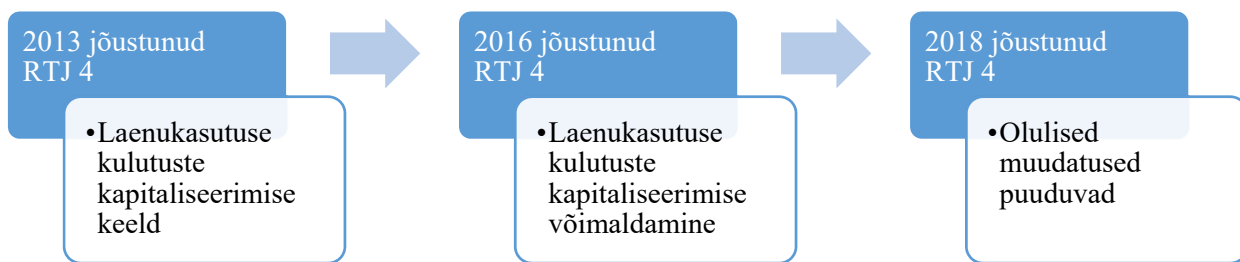 2013 jõustunud
RTJ 4
•Laenukasutuse
kulutuste
kapitaliseerimise
keeld
2016 jõustunud
RTJ 4
•Laenukasutuse
kulutuste
kapitaliseerimise
võimaldamine
2018 jõustunud
RTJ 4
•Olulised
muudatused
puuduvad